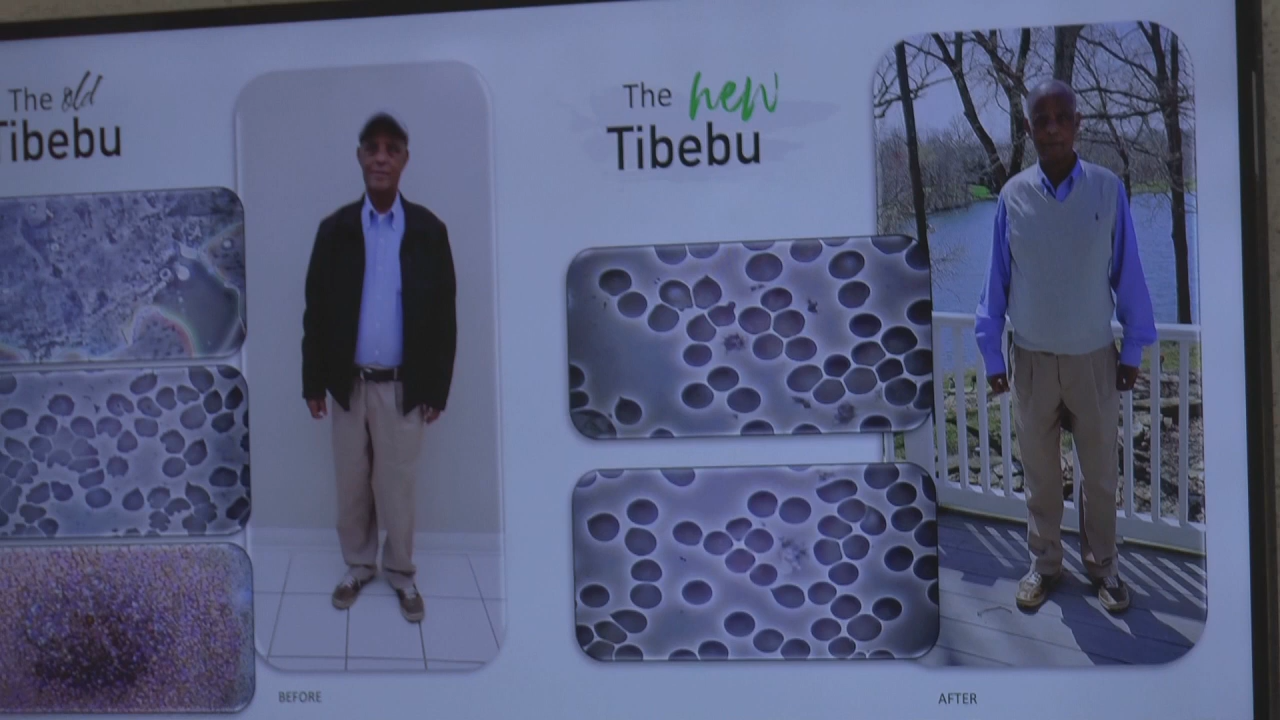 The old
Tibebu
The new
Tibebu
BEFORE
AFTER